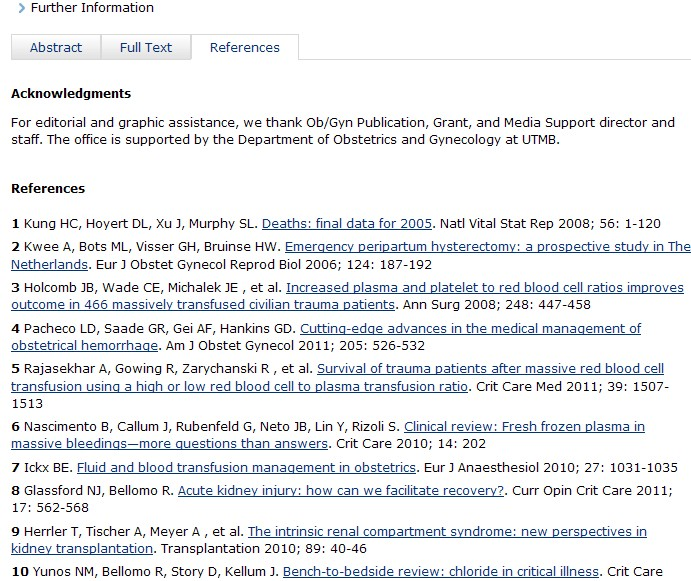 Further Information
Abstract Full Text References
Acknowledgments
For editorial and graphic assistance, we thank Ob/Gyn Publication, Grant, and Media Support director and
staff. The office is supported by the Department of Obstetrics and Gynecology at UTMB.
References
1 Kung HC, Hoyert DL, Xu J, Murphy SL. Deaths: final data for 2005. Natl Vital Stat Rep 2008; 56: 1-120
2 Kwee A, Bots ML, Visser GH, Bruinse HW. Emergency peripartum hysterectomy: a prospective study in The
Netherlands. Eur J Obstet Gynecol Reprod Biol 2006; 124: 187-192
3 Holcomb JB, Wade CE, Michalek JE , et al. Increased plasma and platelet to red blood cell ratios improves
outcome in 466 massively transfused civilian trauma patients. Ann Surg 2008; 248: 447-458
4 Pacheco LD, Saade GR, Gei AF, Hankins GD. Cutting-edge advances in the medical management of
obstetrical hemorrhage. Am J Obstet Gynecol 2011; 205: 526-532
5 Rajasekhar A, Gowing R, Zarychanski R , et al. Survival of trauma patients after massive red blood cell
transfusion using a high or low red blood cell to plasma transfusion ratio. Crit Care Med 2011; 39: 1507-
1513
6 Nascimento B, Callum J, Rubenfeld G, Neto JB, Lin Y, Rizoli S. Clinical review: Fresh frozen plasma in
massive bleedings—more questions than answers. Crit Care 2010; 14: 202
7 Ickx BE. Fluid and blood transfusion management in obstetrics. Eur J Anaesthesiol 2010; 27: 1031-1035
8 Glassford NJ, Bellomo R. Acute kidney injury: how can we facilitate recovery?. Curr Opin Crit Care 2011;
17: 562-568
9 Herrler T, Tischer A, Meyer A , et al. The intrinsic renal compartment syndrome: new perspectives in
kidney transplantation. Transplantation 2010; 89: 40-46
10 Yunos NM, Bellomo R, Story D, Kellum J. Bench-to-bedside review: chloride in critical illness. Crit Care